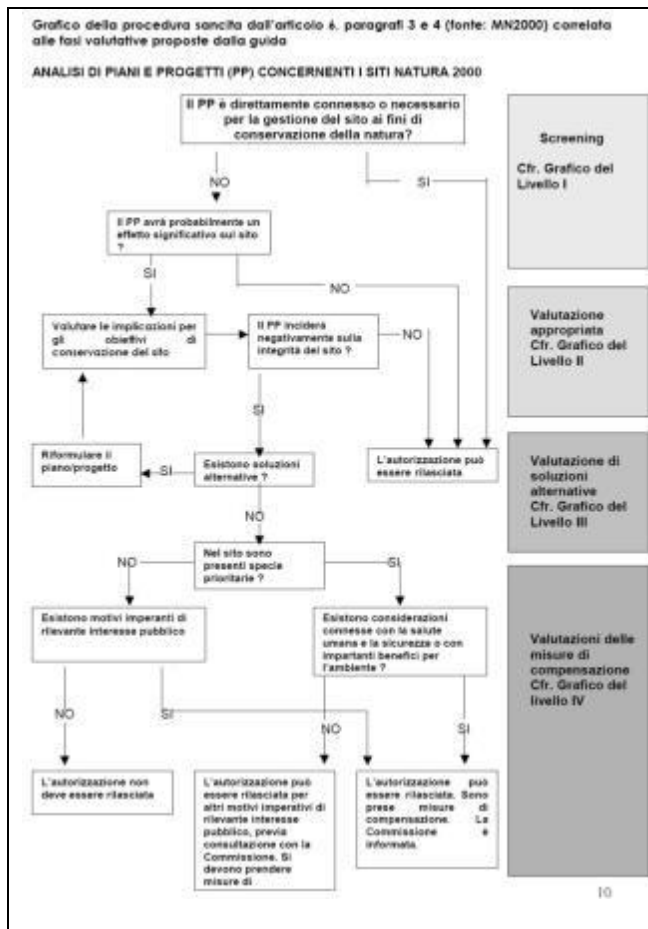 Grafico della procedura sancita dall'articolo 6, paragrafi 3 e 4 (fonte: MN2000) correlata
alle fasi valutative proposte dalla guida
ANALISI DI PIANI E PROGETTI (PP) CONCERNENTI I SITI NATURA 2000
Il PP è direttamente connesso o necessario
per la gestione del sito ai fini di
conservazione della natura?
Screening
Cfr. Grafico del
Livello I
NO
SI
Il PP avrà probabilmente un
effetto significativo sul sito
?
SI
NO
Valutare le implicazioni per
gli obiettivi di
conservazione del sito
Il PP inciderà
negativamente sulla
integrità del sito ?
NO
Valutazione
appropriata
Cfr. Grafico del
Livello II
SI
Riformulare il
piano/progetto
SI
Esistono soluzioni
alternative ?
L'autorizzazione può
essere rilasciata
Valutazione di
soluzioni
alternative
Cfr. Grafico del
Livello III
NO
Nel sito sono
presenti specie
prioritarie ?
NO
SI
Esistono motivi imperanti di
rilevante interesse pubblico
Esistono considerazioni
connesse con la salute
umana e la sicurezza o con
importanti benefici per
l'ambiente ?
Valutazioni delle
misure di
compensazione
Cfr. Grafico del
livello IV
NO
SI
NO
SI
L'autorizzazione non
deve essere rilasciata
L'autorizzazione può
essere rilasciata per
altri motivi imperativi di
rilevante interesse
pubblico, previa
consultazione con la
Commissione. Si
devono prendere
misure di
L'autorizzazione può
essere rilasciata. Sono
prese misure di
compensazione. La
Commissione è
informata.
10